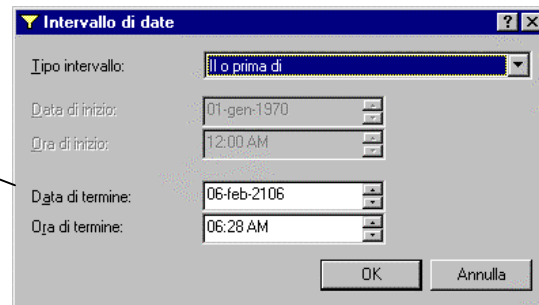 Intervallo di date
Tipo intervallo: Il o prima di
Data di inizio: 01-gen-1970
Ora di inizio: 12:00 AM
Data di termine: 06-feb-2106
Ora di termine: 06:28 AM
OK Annulla